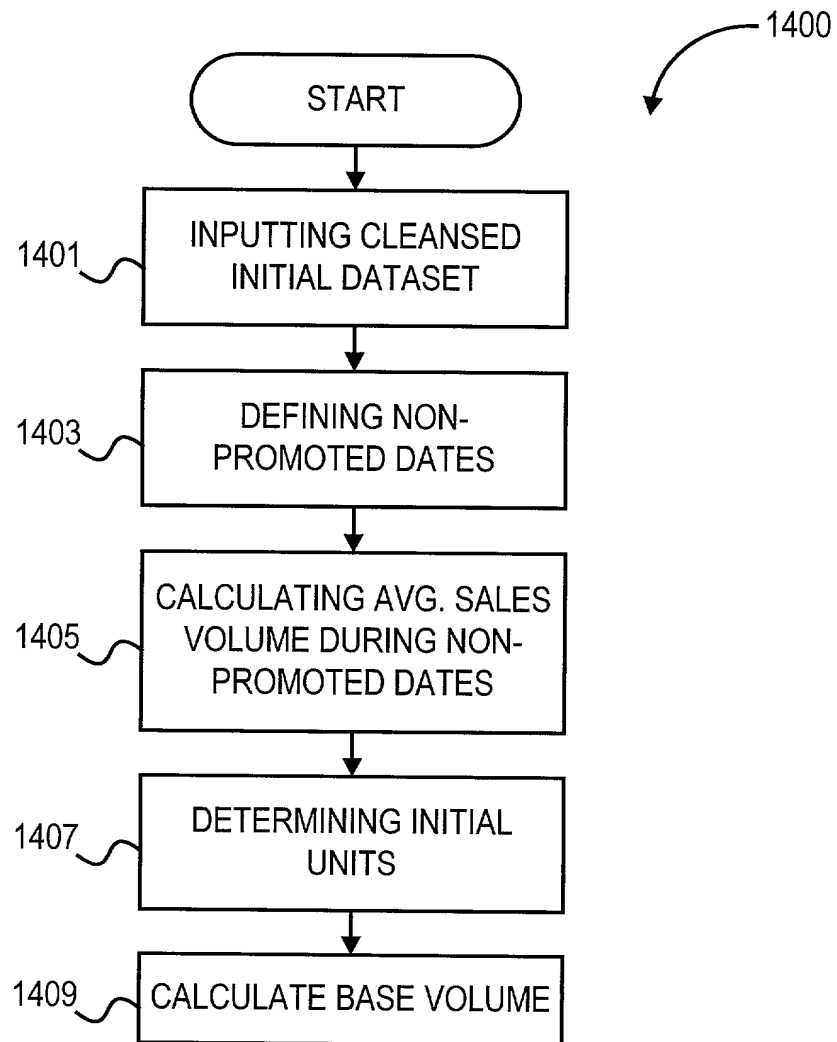 1400
START
1401
INPUTTING CLEANSED
INITIAL DATASET
1403
DEFINING NON-
PROMOTED DATES
1405
CALCULATING AVG. SALES
VOLUME DURING NON-
PROMOTED DATES
1407
DETERMINING INITIAL
UNITS
1409
CALCULATE BASE VOLUME